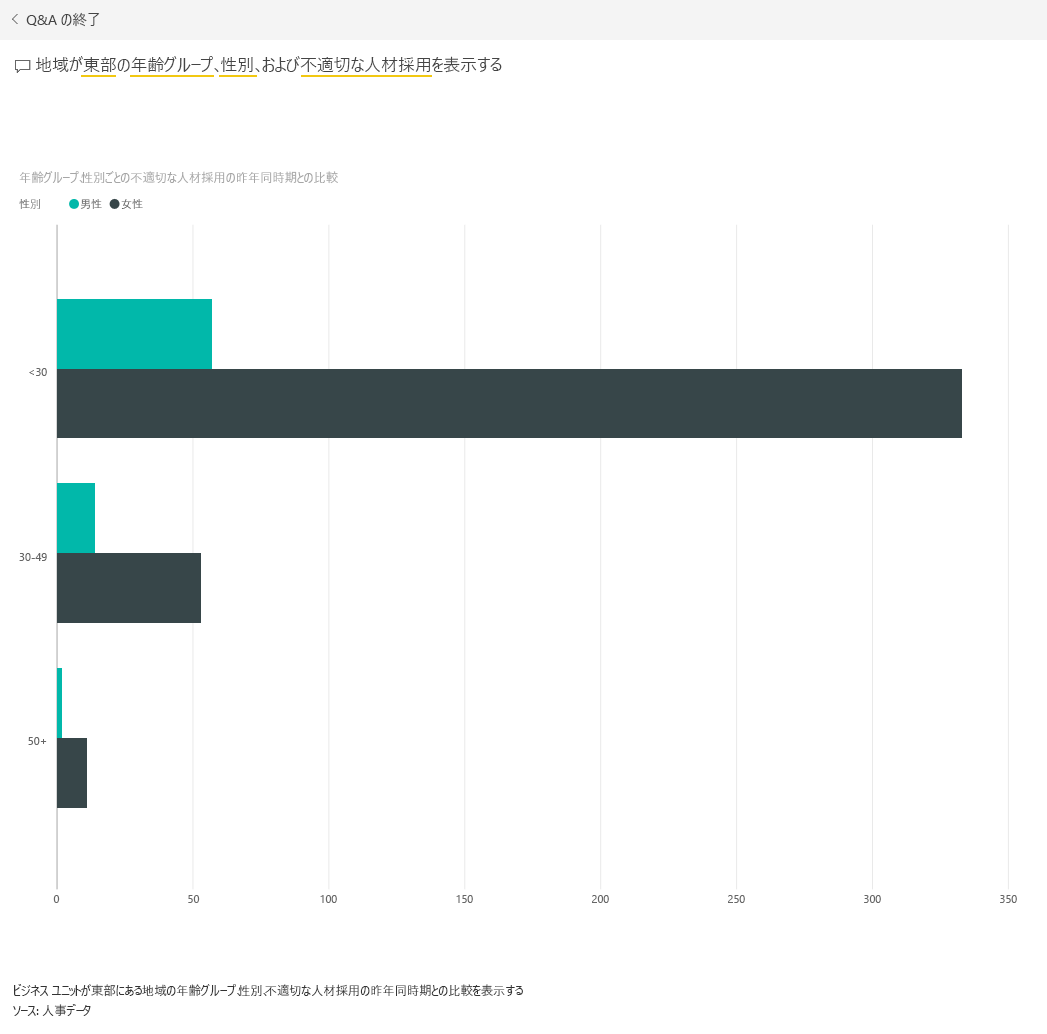 Q&A の終了
地域が東部の年齢グループ、性別、および不適切な人材採用を表示する
年齢グループ、性別ごとの不適切な人材採用の昨年同時期との比較
性別 男性 女性
<30
30-49
50+
0 50 100 150 200 250 300 350
ビジネス ユニットが東部にある地域の年齢グループ、性別、不適切な人材採用の昨年同時期との比較を表示する
ソース: 人事データ